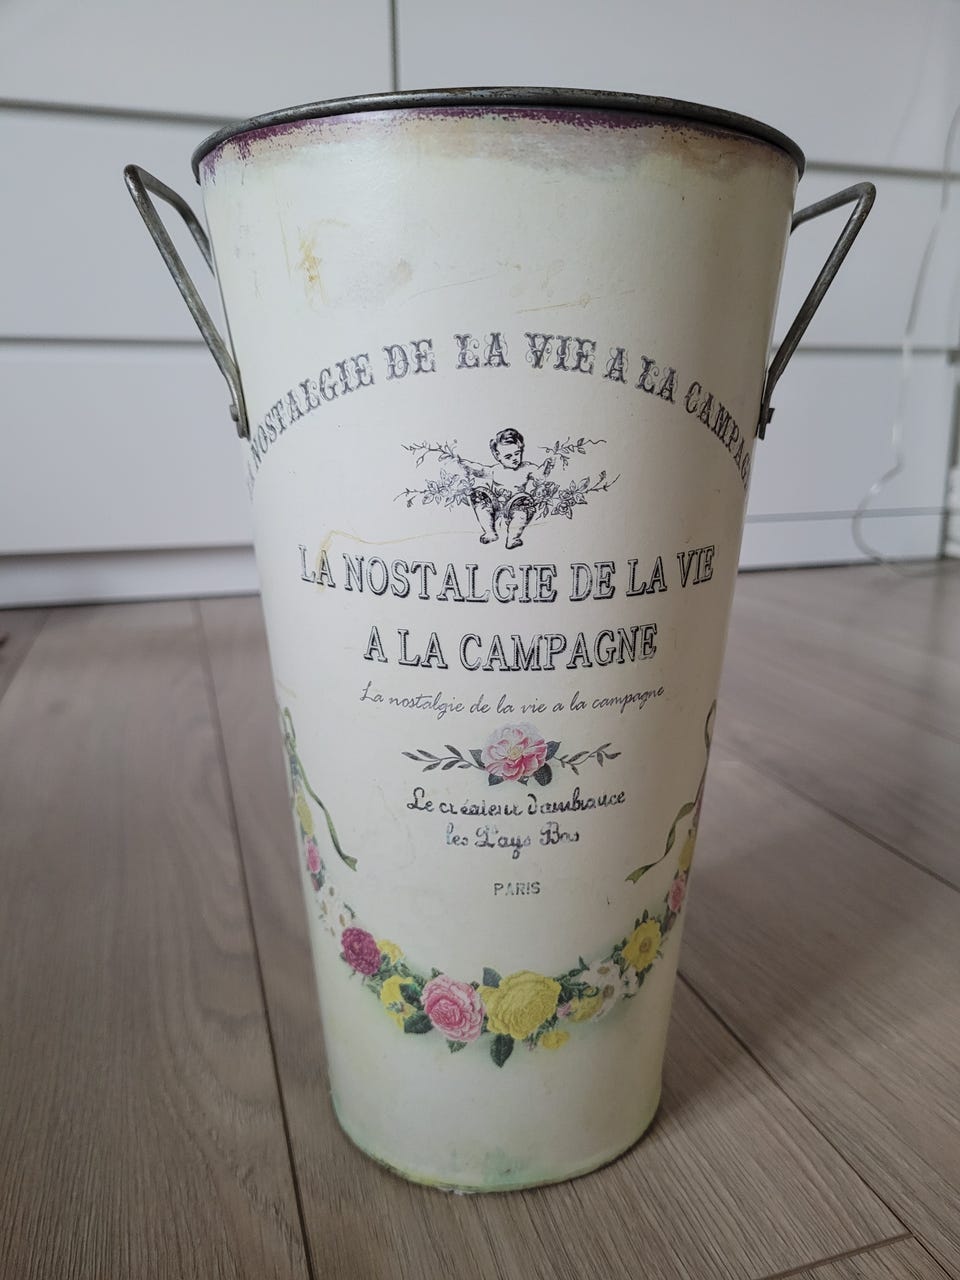 NOSTALGIE DE LA VIE A LA CAMPAG
LA NOSTALGIE DE LA VIE
A LA CAMPAGNE
La nostalgie de la vie a la campagne
Le créateur d'ambiance
les Pays Bas
PARIS